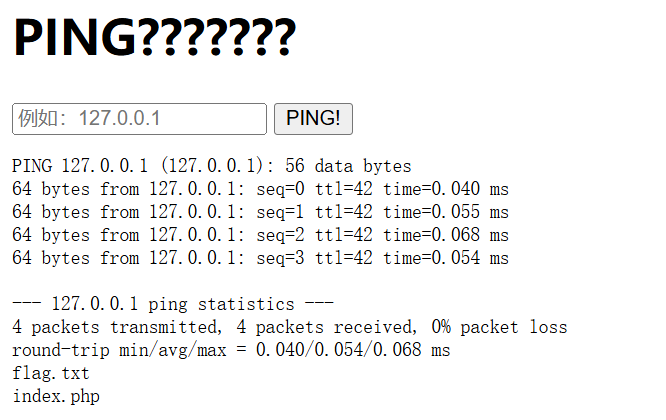 PING???????
例如：127.0.0.1 PING!
PING 127.0.0.1 (127.0.0.1): 56 data bytes
64 bytes from 127.0.0.1: seq=0 ttl=42 time=0.040 ms
64 bytes from 127.0.0.1: seq=1 ttl=42 time=0.055 ms
64 bytes from 127.0.0.1: seq=2 ttl=42 time=0.068 ms
64 bytes from 127.0.0.1: seq=3 ttl=42 time=0.054 ms
--- 127.0.0.1 ping statistics ---
4 packets transmitted, 4 packets received, 0% packet loss
round-trip min/avg/max = 0.040/0.054/0.068 ms
flag.txt
index.php